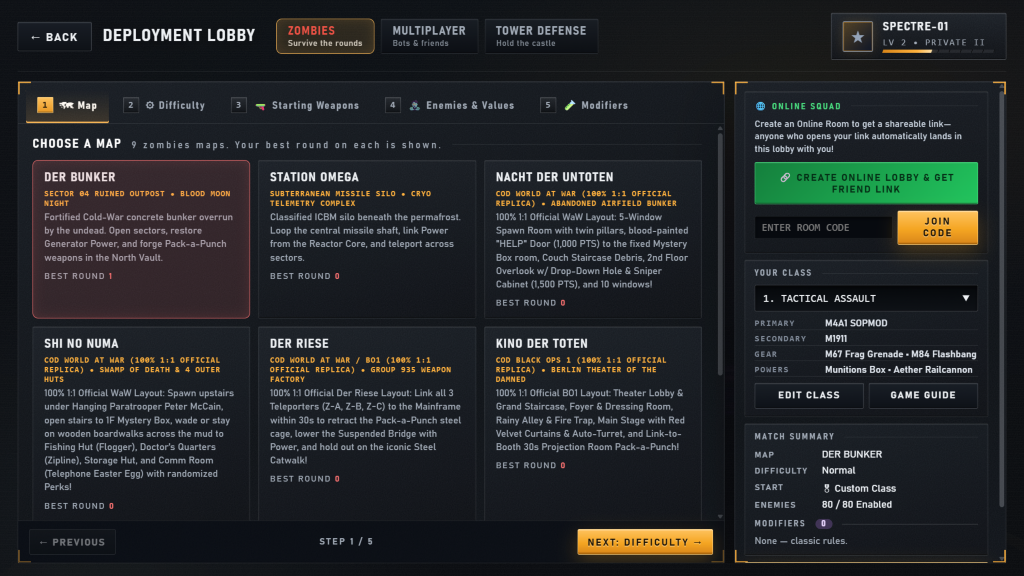 ← BACK
DEPLOYMENT LOBBY
ZOMBIES
Survive the rounds
MULTIPLAYER
Bots & friends
TOWER DEFENSE
Hold the castle
SPECTRE-01
LV 2 • PRIVATE II
1 Map
2 Difficulty
3 Starting Weapons
4 Enemies & Values
5 Modifiers
CHOOSE A MAP 9 zombies maps. Your best round on each is shown.
DER BUNKER
SECTOR 04 RUINED OUTPOST • BLOOD MOON
NIGHT
Fortified Cold-War concrete bunker overrun
by the undead. Open sectors, restore
Generator Power, and forge Pack-a-Punch
weapons in the North Vault.
BEST ROUND 1
STATION OMEGA
SUBTERRANEAN MISSILE SILO • CRYO
TELEMETRY COMPLEX
Classified ICBM silo beneath the permafrost.
Loop the central missile shaft, link Power
from the Reactor Core, and teleport across
sectors.
BEST ROUND 0
NACHT DER UNTOTEN
COD WORLD AT WAR (100% 1:1 OFFICIAL
REPLICA) • ABANDONED AIRFIELD BUNKER
100% 1:1 Official WaW Layout: 5-Window
Spawn Room with twin pillars, blood-painted
"HELP" Door (1,000 PTS) to the fixed Mystery
Box room, Couch Staircase Debris, 2nd Floor
Overlook w/ Drop-Down Hole & Sniper
Cabinet (1,500 PTS), and 10 windows!
BEST ROUND 0
SHI NO NUMA
COD WORLD AT WAR (100% 1:1 OFFICIAL
REPLICA) • SWAMP OF DEATH & 4 OUTER
HUTS
100% 1:1 Official WaW Layout: Spawn upstairs
under Hanging Paratrooper Peter McCain,
open stairs to 1F Mystery Box, wade or stay
on wooden boardwalks across the mud to
Fishing Hut (Flogger), Doctor's Quarters
(Zipline), Storage Hut, and Comm Room
(Telephone Easter Egg) with randomized
Perks!
BEST ROUND 0
DER RIESE
COD WORLD AT WAR / BO1 (100% 1:1
OFFICIAL REPLICA) • GROUP 935 WEAPON
FACTORY
100% 1:1 Official Der Riese Layout: Link all 3
Teleporters (Z-A, Z-B, Z-C) to the Mainframe
within 30s to retract the Pack-a-Punch steel
cage, lower the Suspended Bridge with
Power, and hold out on the iconic Steel
Catwalk!
BEST ROUND 0
KINO DER TOTEN
COD BLACK OPS 1 (100% 1:1 OFFICIAL
REPLICA) • BERLIN THEATER OF THE
DAMNED
100% 1:1 Official BO1 Layout: Theater Lobby &
Grand Staircase, Foyer & Dressing Room,
Rainy Alley & Fire Trap, Main Stage with Red
Velvet Curtains & Auto-Turret, and Link-to-
Booth 30s Projection Room Pack-a-Punch!
BEST ROUND 0
← PREVIOUS
STEP 1 / 5
NEXT: DIFFICULTY →
ONLINE SQUAD
Create an Online Room to get a shareable link—
anyone who opens your link automatically lands in
this lobby with you!
CREATE ONLINE LOBBY & GET
FRIEND LINK
ENTER ROOM CODE
JOIN
CODE
YOUR CLASS
1. TACTICAL ASSAULT
PRIMARY M4A1 SOPMOD
SECONDARY M1911
GEAR M67 Frag Grenade • M84 Flashbang
POWERS Munitions Box • Aether Railcannon
EDIT CLASS
GAME GUIDE
MATCH SUMMARY
MAP DER BUNKER
DIFFICULTY Normal
START Custom Class
ENEMIES 80 / 80 Enabled
MODIFIERS 0
None — classic rules.